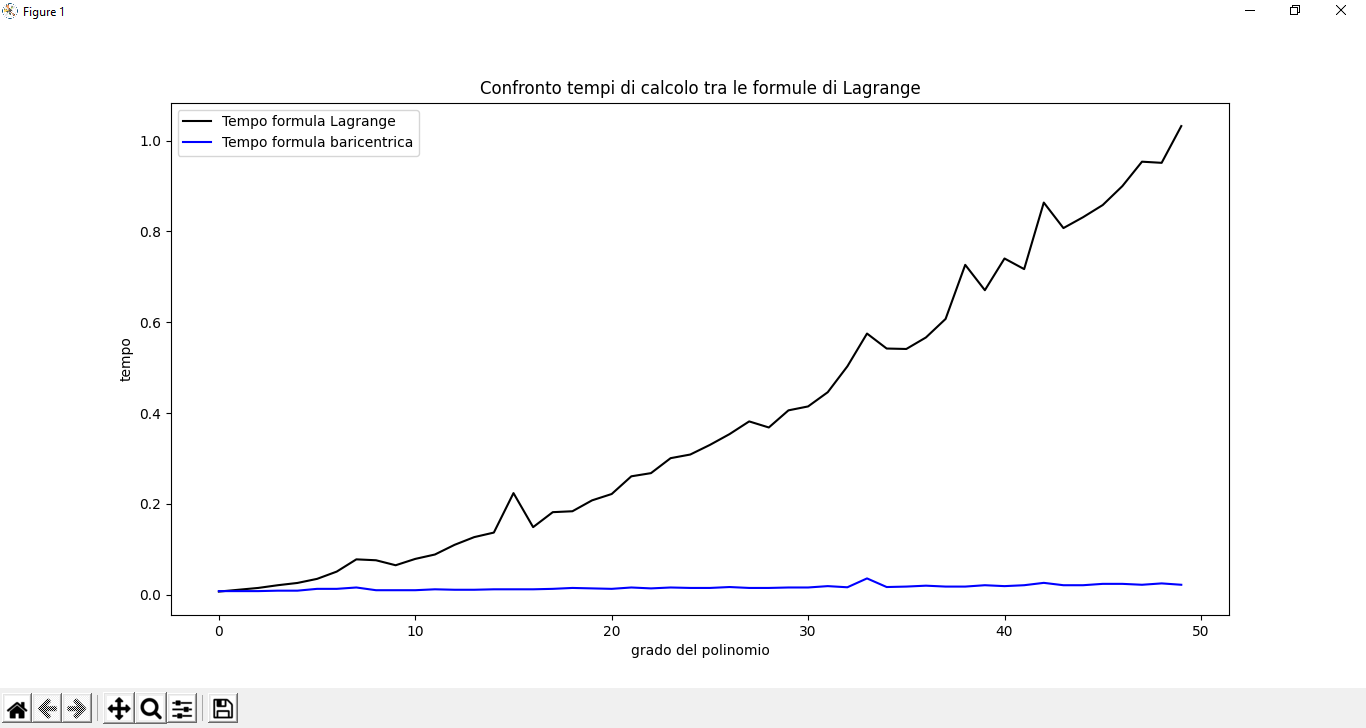 Figure 1
Confronto tempi di calcolo tra le formule di Lagrange
Tempo formula Lagrange
Tempo formula baricentrica
1.0
0.8
0.6
0.4
0.2
0.0
tempo
0 10 20 30 40 50
grado del polinomio